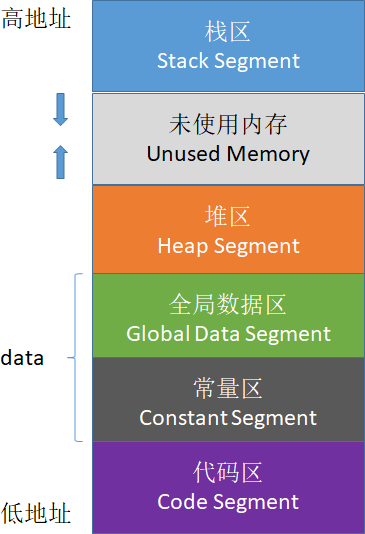 高地址
栈区
Stack Segment
未使用内存
Unused Memory
堆区
Heap Segment
全局数据区
Global Data Segment
data
常量区
Constant Segment
代码区
Code Segment
低地址